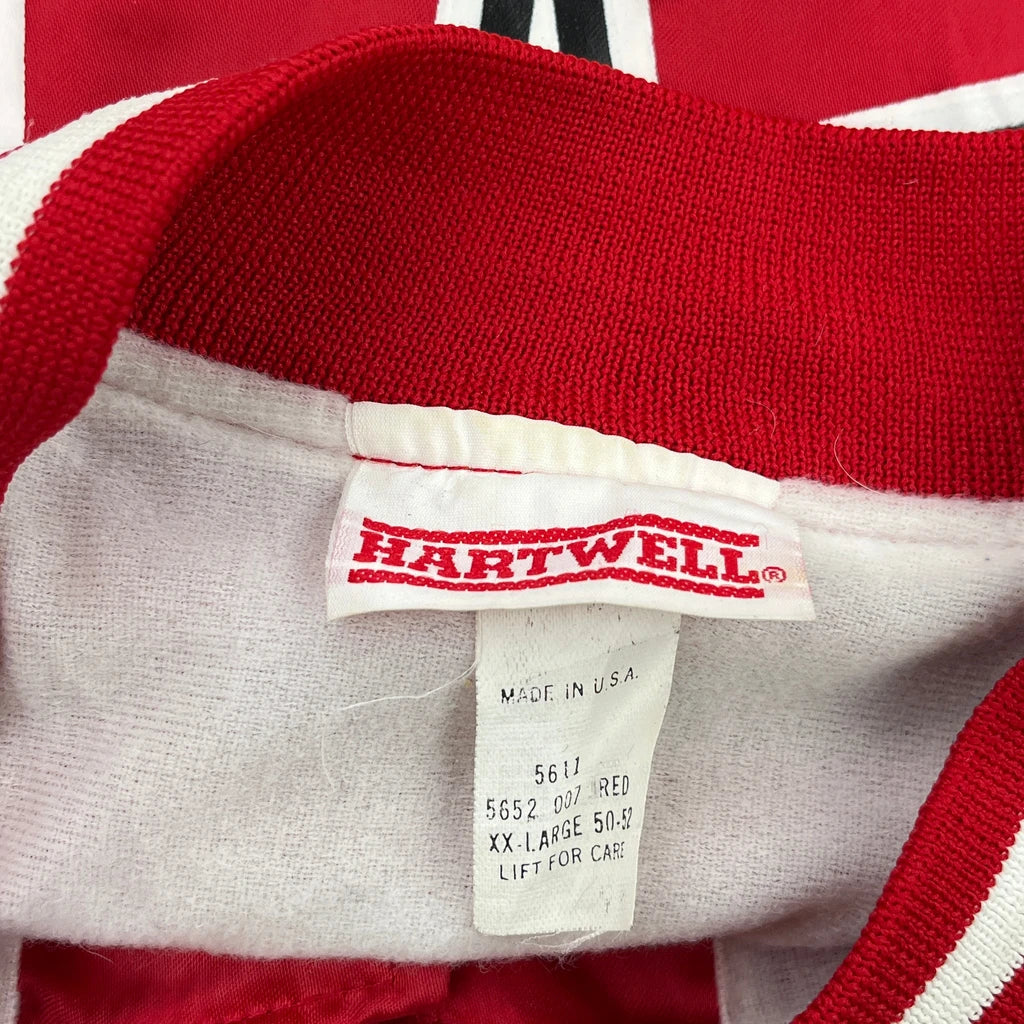 HARTWELL®
MADE IN U.S.A.
5611
5652 007 RED
XX-LARGE 50-52
LIFT FOR CARE